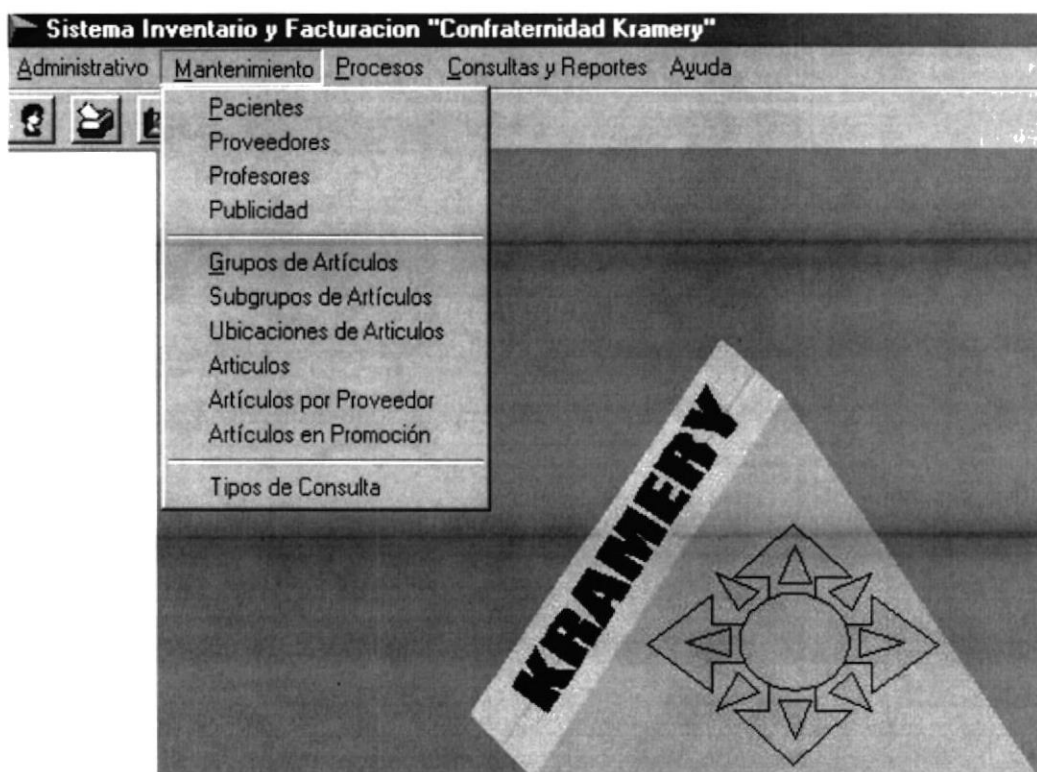 Sistema Inventario y Facturacion "Confraternidad Kramery"
Administrativo Mantenimiento Procesos Consultas y Reportes Ayuda
Pacientes
Proveedores
Profesores
Publicidad
Grupos de Artículos
Subgrupos de Artículos
Ubicaciones de Articulos
Articulos
Artículos por Proveedor
Artículos en Promoción
Tipos de Consulta
KRAMERY